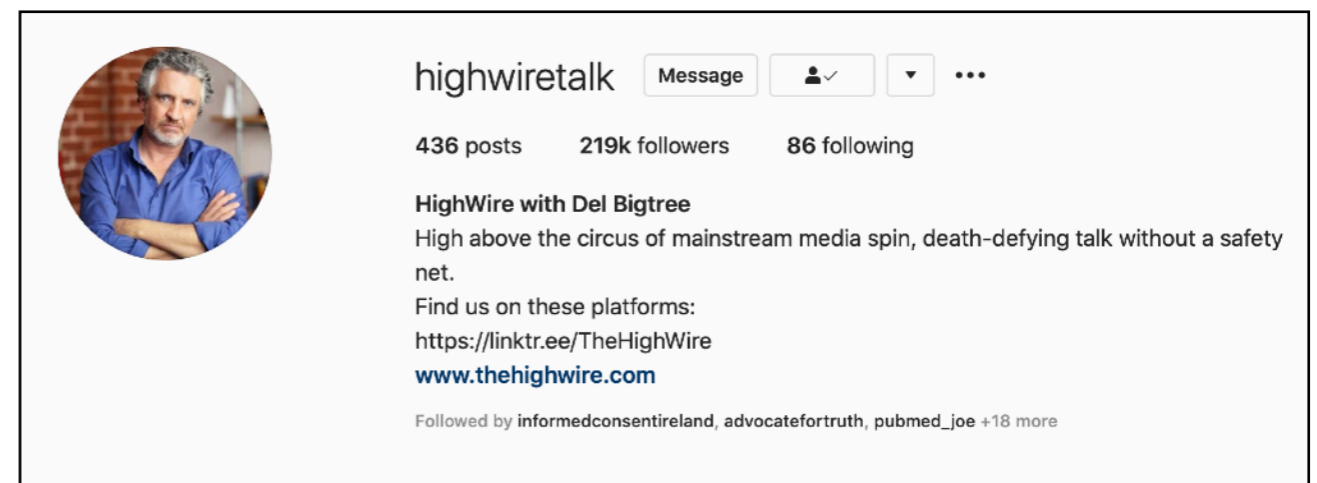 highwiretalk Message
436 posts 219k followers 86 following
HighWire with Del Bigtree
High above the circus of mainstream media spin, death-defying talk without a safety
net.
Find us on these platforms:
https://linktr.ee/TheHighWire
www.thehighwire.com
Followed by informedconsentireland, advocatefortruth, pubmed_joe +18 more